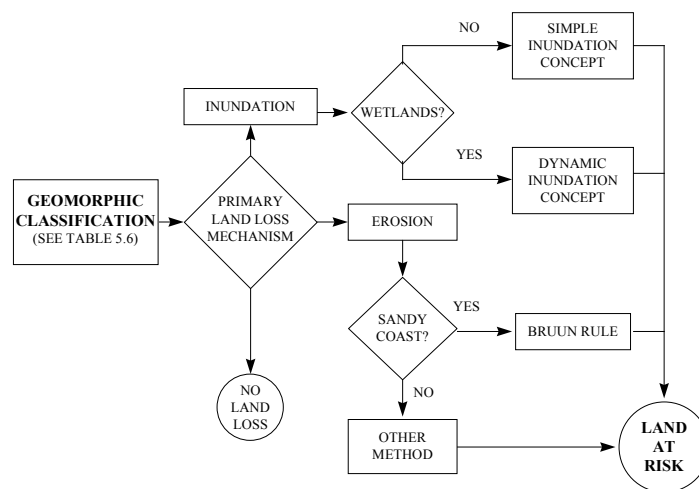 NO
SIMPLE
INUNDATION
CONCEPT
INUNDATION
WETLANDS?
YES
DYNAMIC
INUNDATION
CONCEPT
GEOMORPHIC
CLASSIFICATION
(SEE TABLE 5.6)
PRIMARY
LAND LOSS
MECHANISM
EROSION
SANDY
COAST?
YES
BRUUN RULE
NO
LAND
LOSS
NO
OTHER
METHOD
LAND
AT
RISK